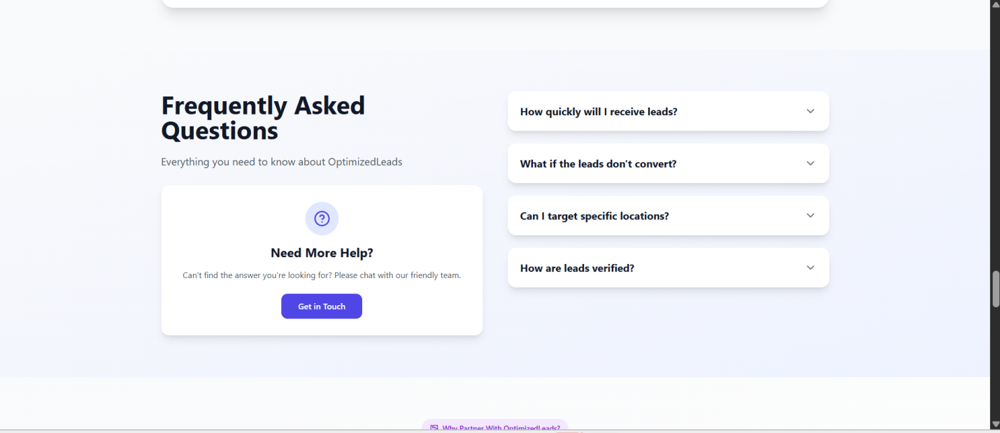 Frequently Asked
Questions
Everything you need to know about OptimizedLeads
Need More Help?
Can't find the answer you're looking for? Please chat with our friendly team.
Get in Touch
How quickly will I receive leads?
What if the leads don't convert?
Can I target specific locations?
How are leads verified?
Why Partner With OptimizedLeads?